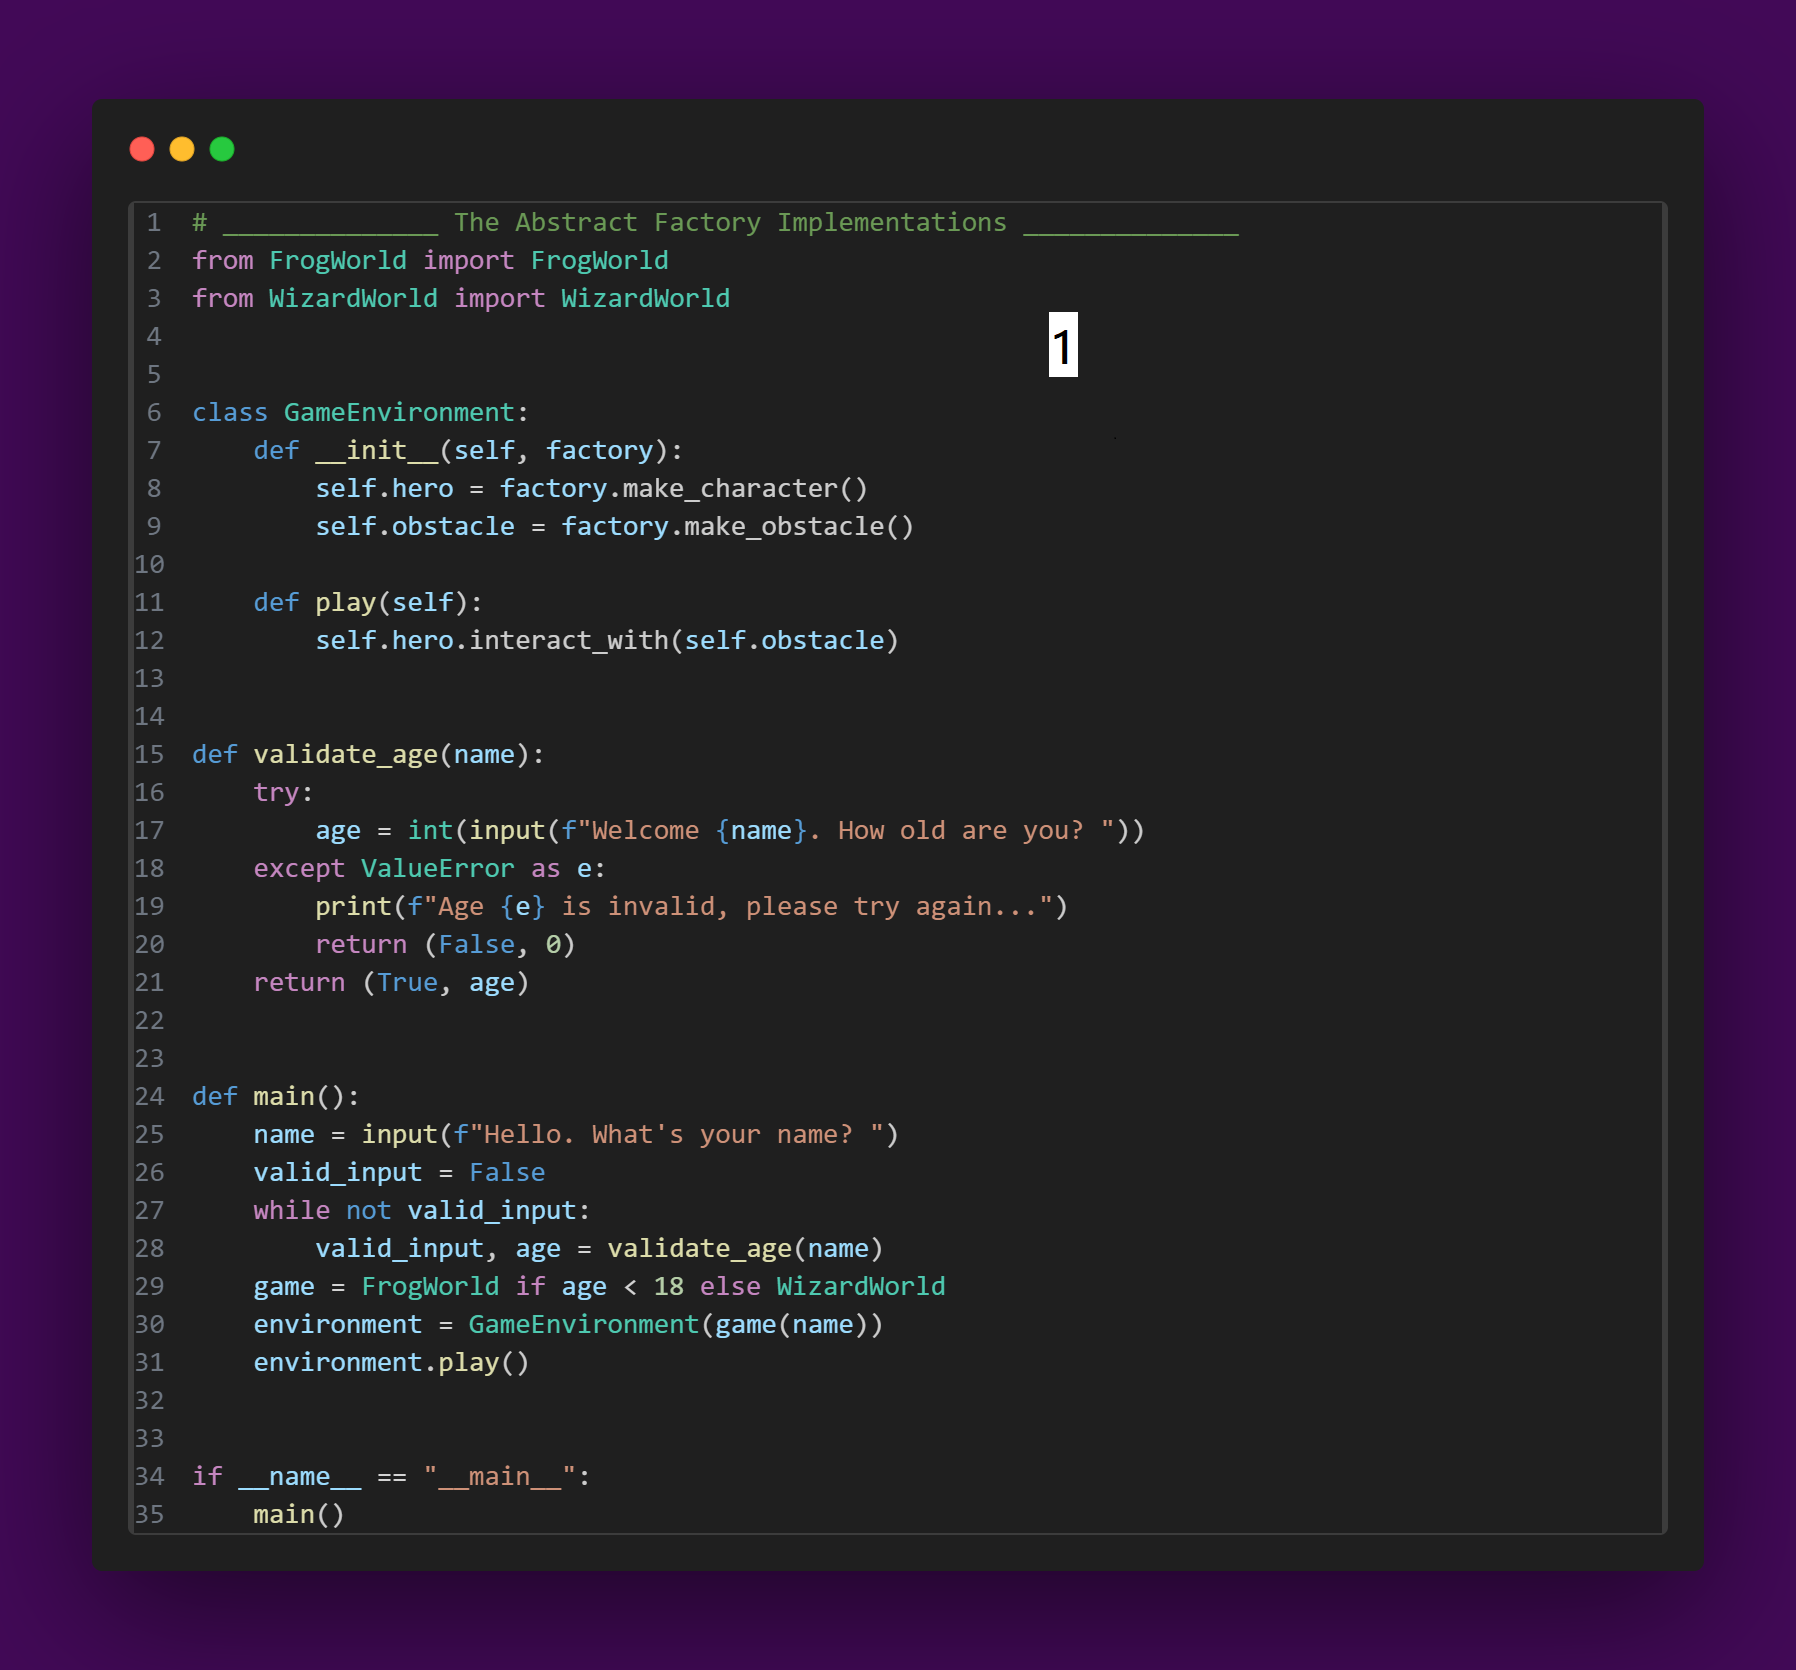 1 # ______________ The Abstract Factory Implementations ______________
2 from FrogWorld import FrogWorld
3 from WizardWorld import WizardWorld
4
1
5
6 class GameEnvironment:
7     def __init__(self, factory):
8         self.hero = factory.make_character()
9         self.obstacle = factory.make_obstacle()
10
11     def play(self):
12         self.hero.interact_with(self.obstacle)
13
14
15 def validate_age(name):
16     try:
17         age = int(input(f"Welcome {name}. How old are you? "))
18     except ValueError as e:
19         print(f"Age {e} is invalid, please try again...")
20         return (False, 0)
21     return (True, age)
22
23
24 def main():
25     name = input(f"Hello. What's your name? ")
26     valid_input = False
27     while not valid_input:
28         valid_input, age = validate_age(name)
29     game = FrogWorld if age < 18 else WizardWorld
30     environment = GameEnvironment(game(name))
31     environment.play()
32
33
34 if __name__ == "__main__":
35     main()